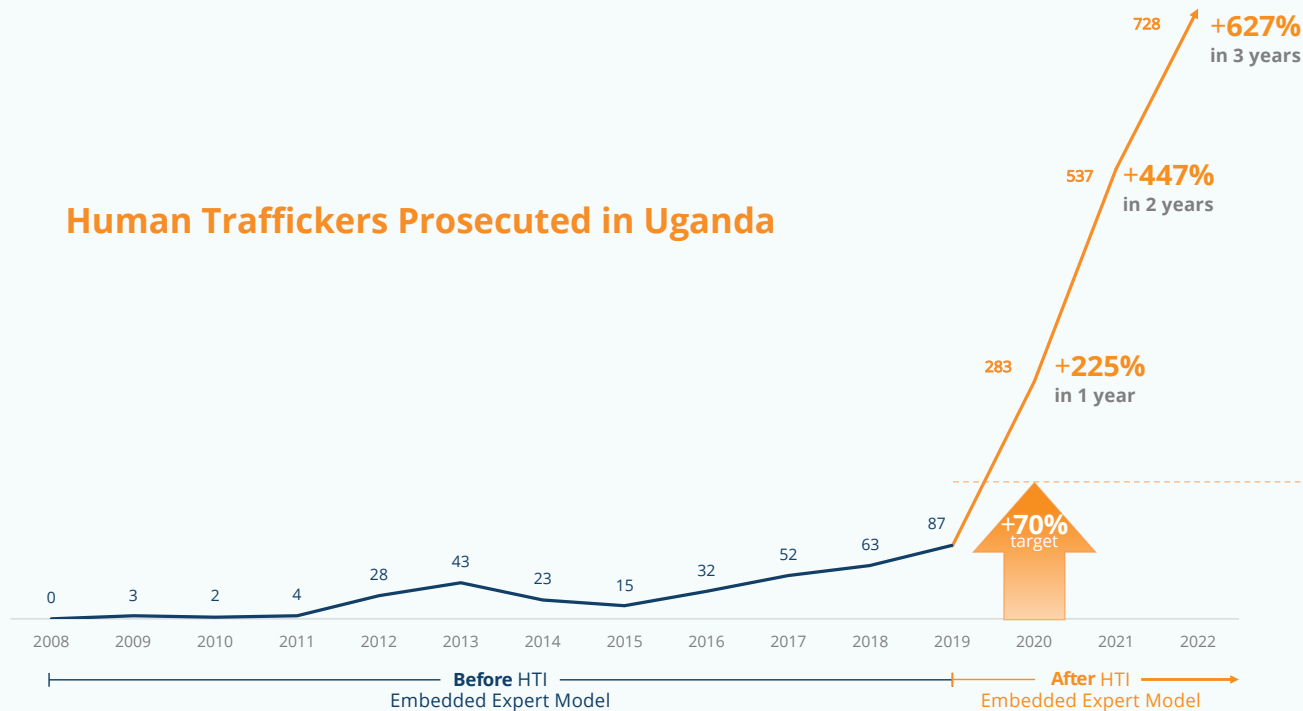 728
+627%
in 3 years
537
+447%
in 2 years
Human Traffickers Prosecuted in Uganda
283
+225%
in 1 year
+70%
target
0
3
2
4
28
43
23
15
32
52
63
87
2008 2009 2010 2011 2012 2013 2014 2015 2016 2017 2018 2019 2020 2021 2022
Before HTI
Embedded Expert Model
After HTI
Embedded Expert Model